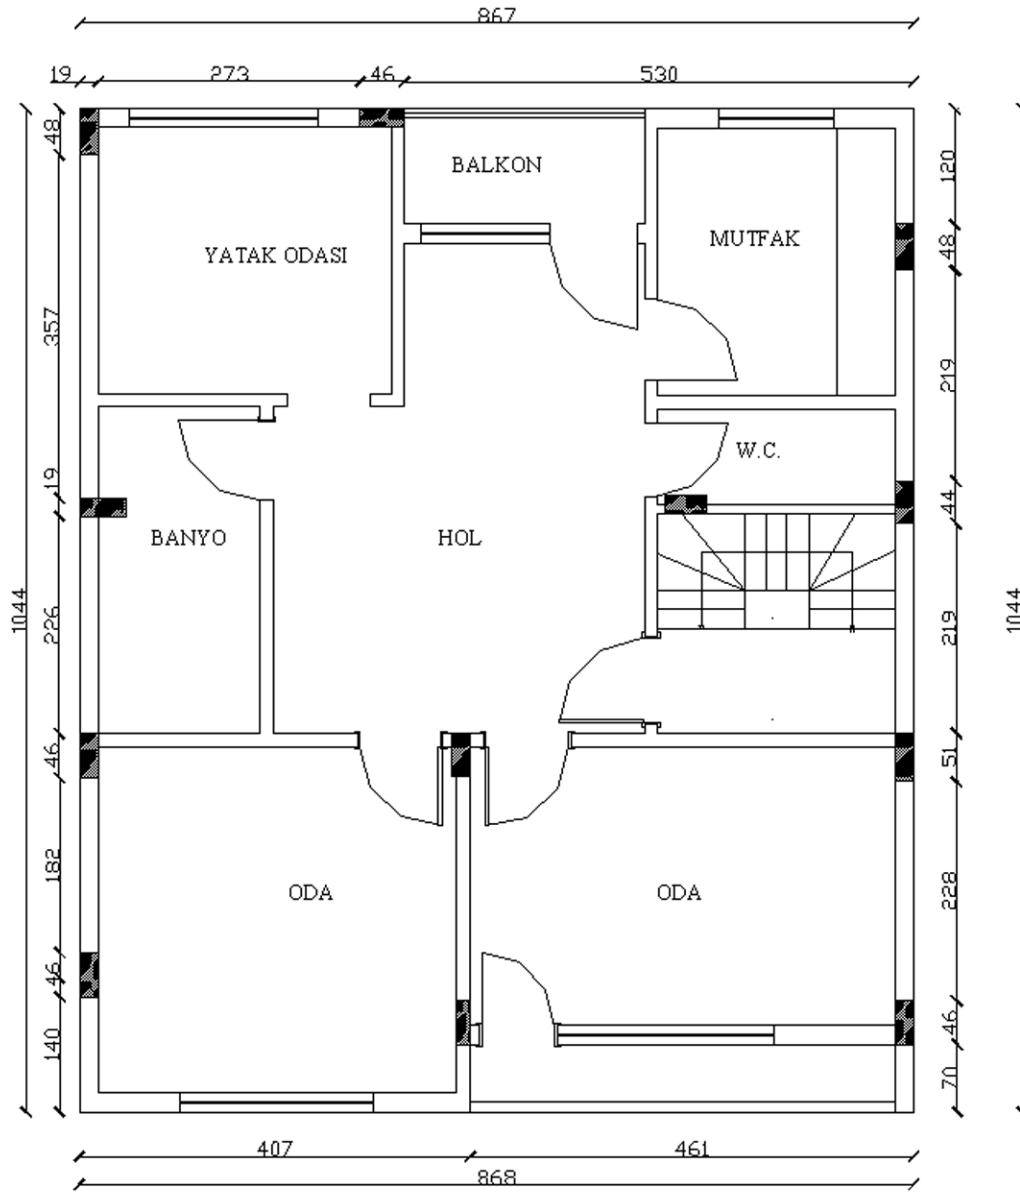 867
19 273 46 530
48
120
BALKON
MUTFAK
YATAK ODASI
48
357
219
W.C.
19
44
BANYO
HOL
1044
226
219
1044
46
51
182
ODA
ODA
228
46
46
140
70
407
461
868